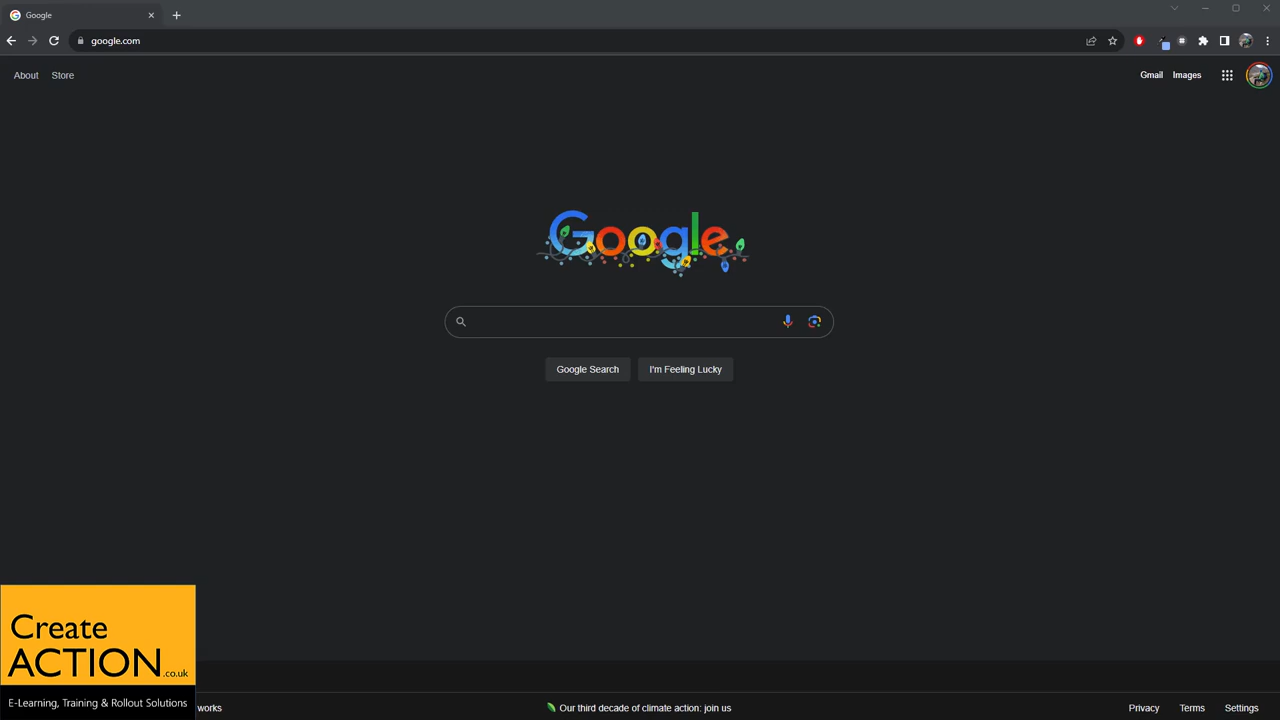 Google
google.com
About
Store
Gmail
Images
Google
Google Search
I'm Feeling Lucky
Create
ACTION.co.uk
E-Learning, Training & Rollout Solutions
works
Our third decade of climate action: join us
Privacy
Terms
Settings